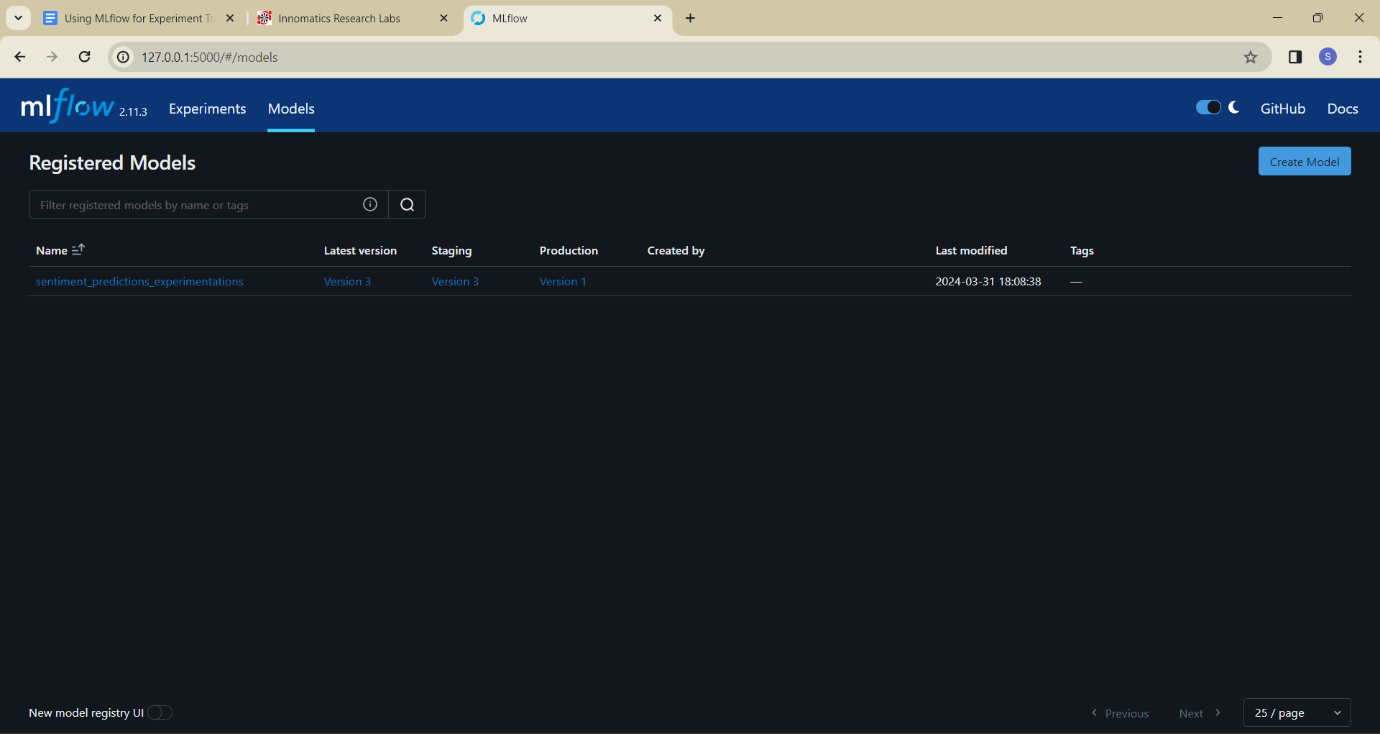 Using MLflow for Experiment Tr
Innomatics Research Labs
MLflow
127.0.0.1:5000/#/models
S
mlflow 2.11.3 Experiments Models GitHub Docs
Registered Models
Create Model
Filter registered models by name or tags
Name Latest version Staging Production Created by Last modified Tags
sentiment_predictions_experimentations Version 3 Version 3 Version 1 2024-03-31 18:08:38 —
New model registry UI
Previous Next 25 / page